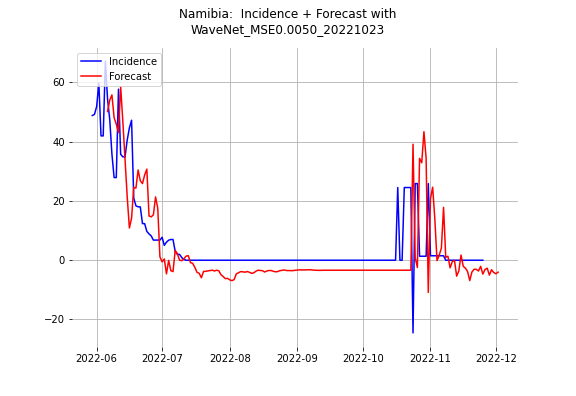 Namibia:  Incidence + Forecast with
WaveNet_MSE0.0050_20221023
Incidence
Forecast
60
40
20
0
−20
2022-06 2022-07 2022-08 2022-09 2022-10 2022-11 2022-12